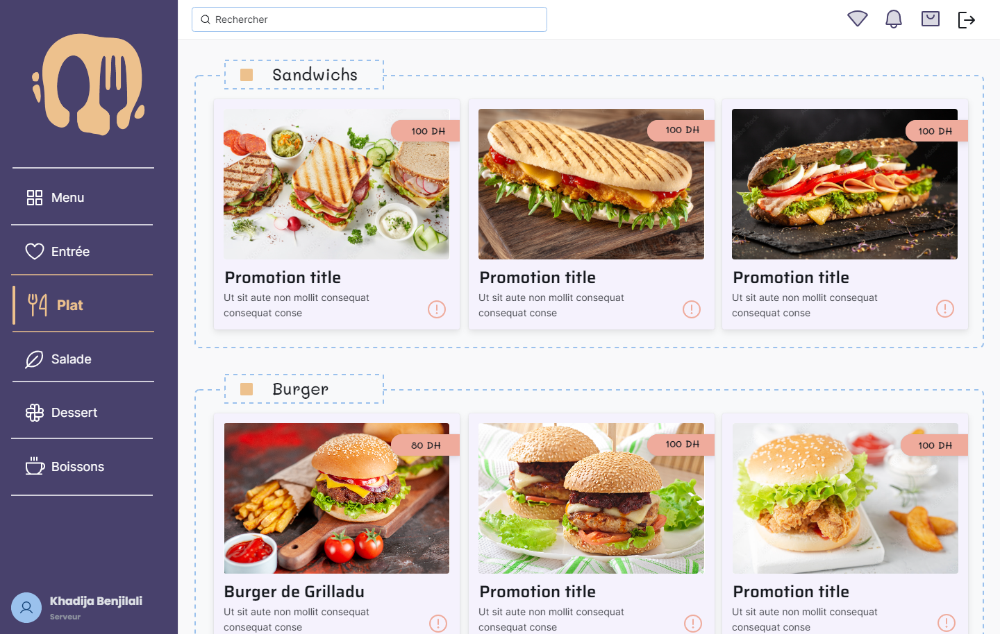 Rechercher
Menu
Entrée
Plat
Salade
Dessert
Boissons
Khadija Benjilali
Serveur
Sandwichs
100 DH
100 DH
100 DH
Promotion title
Ut sit aute non mollit consequat
consequat conse
Promotion title
Ut sit aute non mollit consequat
consequat conse
Promotion title
Ut sit aute non mollit consequat
consequat conse
Burger
80 DH
100 DH
100 DH
Burger de Grilladu
Ut sit aute non mollit consequat
consequat conse
Promotion title
Ut sit aute non mollit consequat
consequat conse
Promotion title
Ut sit aute non mollit consequat
consequat conse